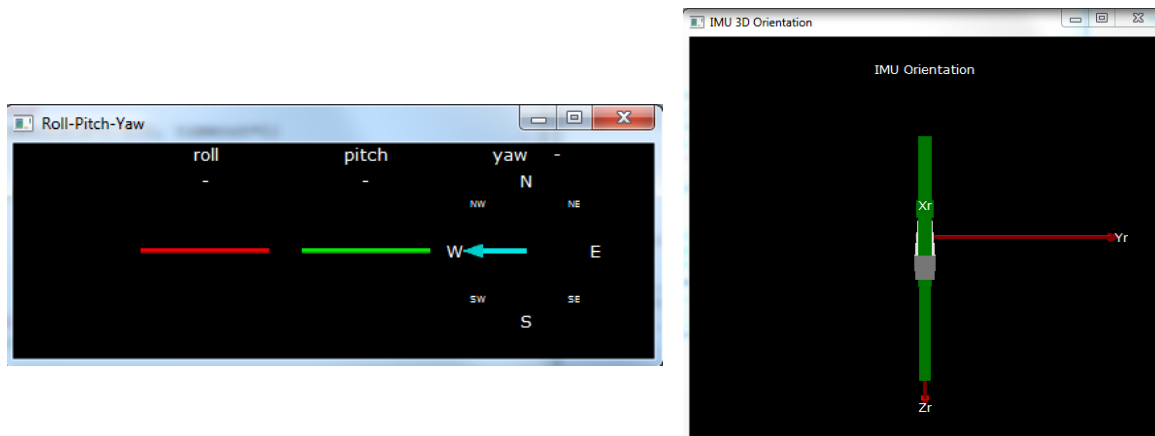 Roll-Pitch-Yaw
roll pitch yaw -
- - N
NW NE
W E
SW SE
S
IMU 3D Orientation
IMU Orientation
Xr
Yr
Zr